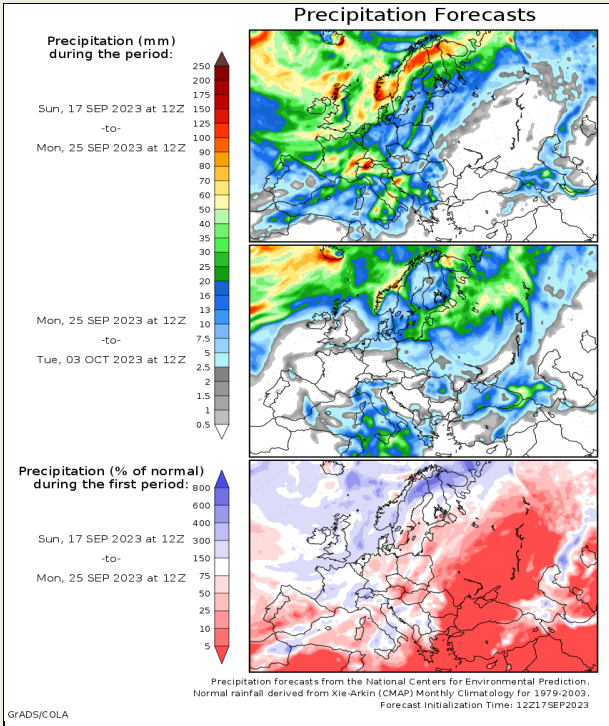 Precipitation Forecasts
Precipitation (mm)
during the period:
Sun, 17 SEP 2023 at 12Z
-to-
Mon, 25 SEP 2023 at 12Z
250
200
175
150
125
100
90
80
70
60
50
40
35
30
25
20
16
13
10
7.5
5
2.5
2
1.5
1
0.5
Mon, 25 SEP 2023 at 12Z
-to-
Tue, 03 OCT 2023 at 12Z
Precipitation (% of normal)
during the first period:
Sun, 17 SEP 2023 at 12Z
-to-
Mon, 25 SEP 2023 at 12Z
800
600
400
300
150
75
50
25
10
5
Precipitation forecasts from the National Centers for Environmental Prediction.
Normal rainfall derived from Xie-Arkin (CMAP) Monthly Climatology for 1979-2003.
Forecast Initialization Time: 12Z17SEP2023
GrADS/COLA